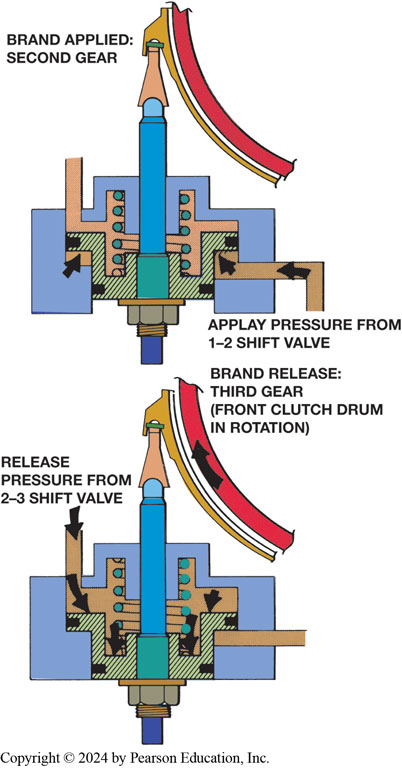 BRAND APPLIED:
SECOND GEAR
APPLAY PRESSURE FROM
1–2 SHIFT VALVE
BRAND RELEASE:
THIRD GEAR
(FRONT CLUTCH DRUM
IN ROTATION)
RELEASE
PRESSURE FROM
2–3 SHIFT VALVE
Copyright © 2024 by Pearson Education, Inc.